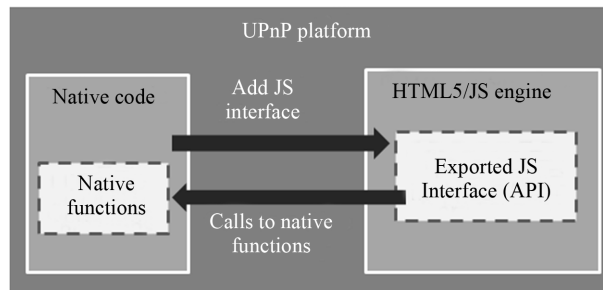 UPnP platform
Native code
Add JS
interface
HTML5/JS engine
Native
functions
Exported JS
Interface (API)
Calls to native
functions